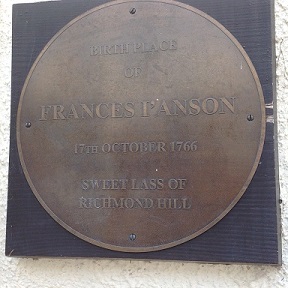 BIRTH PLACE
OF
FRANCES I'ANSON
17TH OCTOBER 1766
SWEET LASS OF
RICHMOND HILL